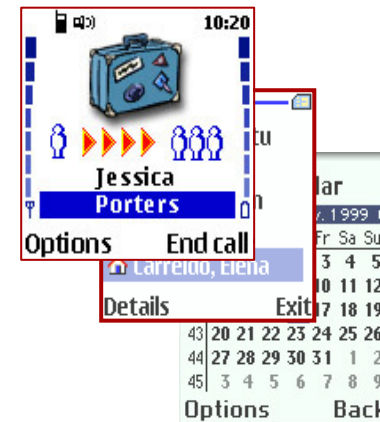 10:20
Jessica
Porters
Options End call
tu
n
Carreido, Elena
Details Exit
dar
. 1999
Fr Sa Su
3 4 5
10 11 12
17 18 19
43 20 21 22 23 24 25 26
44 27 28 29 30 31 1 2
45 3 4 5 6 7 8 9
Options Back